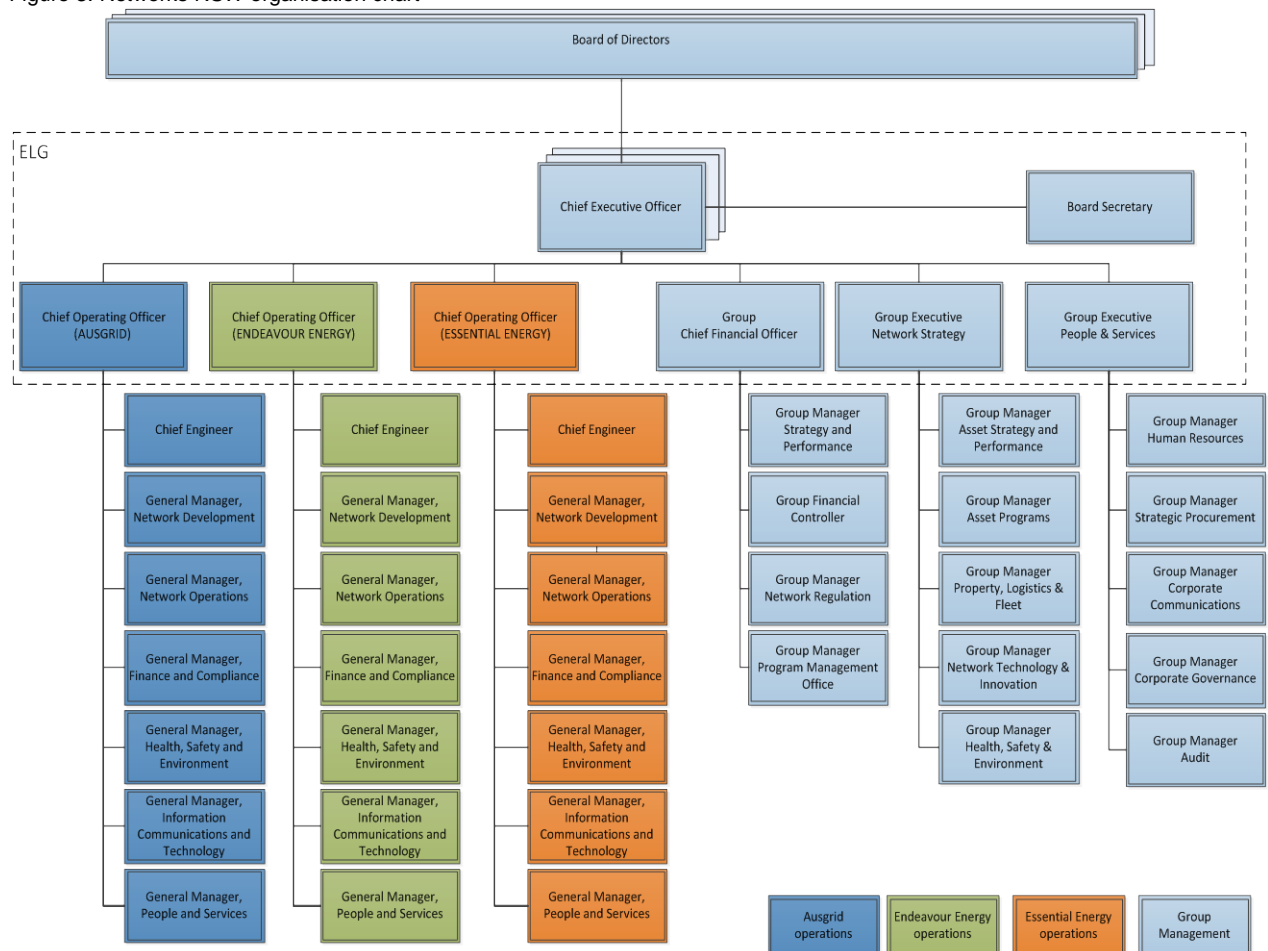 Figure Networks NSW organisation chart
Board of Directors
ELG
Chief Executive Officer
Board Secretary
Chief Operating Officer
(AUSGRID)
Chief Operating Officer
(ENDEAVOUR ENERGY)
Chief Operating Officer
(ESSENTIAL ENERGY)
Group
Chief Financial Officer
Group Executive
Network Strategy
Group Executive
People & Services
Chief Engineer
General Manager,
Network Development
General Manager,
Network Operations
General Manager,
Finance and Compliance
General Manager,
Health, Safety and
Environment
General Manager,
Information
Communications and
Technology
General Manager,
People and Services
Chief Engineer
General Manager,
Network Development
General Manager,
Network Operations
General Manager,
Finance and Compliance
General Manager,
Health, Safety and
Environment
General Manager,
Information
Communications and
Technology
General Manager,
People and Services
Chief Engineer
General Manager,
Network Development
General Manager,
Network Operations
General Manager,
Finance and Compliance
General Manager,
Health, Safety and
Environment
General Manager,
Information
Communications and
Technology
General Manager,
People and Services
Group Manager
Strategy and
Performance
Group Financial
Controller
Group Manager
Network Regulation
Group Manager
Program Management
Office
Group Manager
Asset Strategy and
Performance
Group Manager
Asset Programs
Group Manager
Property, Logistics &
Fleet
Group Manager
Network Technology &
Innovation
Group Manager
Health, Safety &
Environment
Group Manager
Human Resources
Group Manager
Strategic Procurement
Group Manager
Corporate
Communications
Group Manager
Corporate Governance
Group Manager
Audit
Ausgrid
operations
Endeavour Energy
operations
Essential Energy
operations
Group
Management